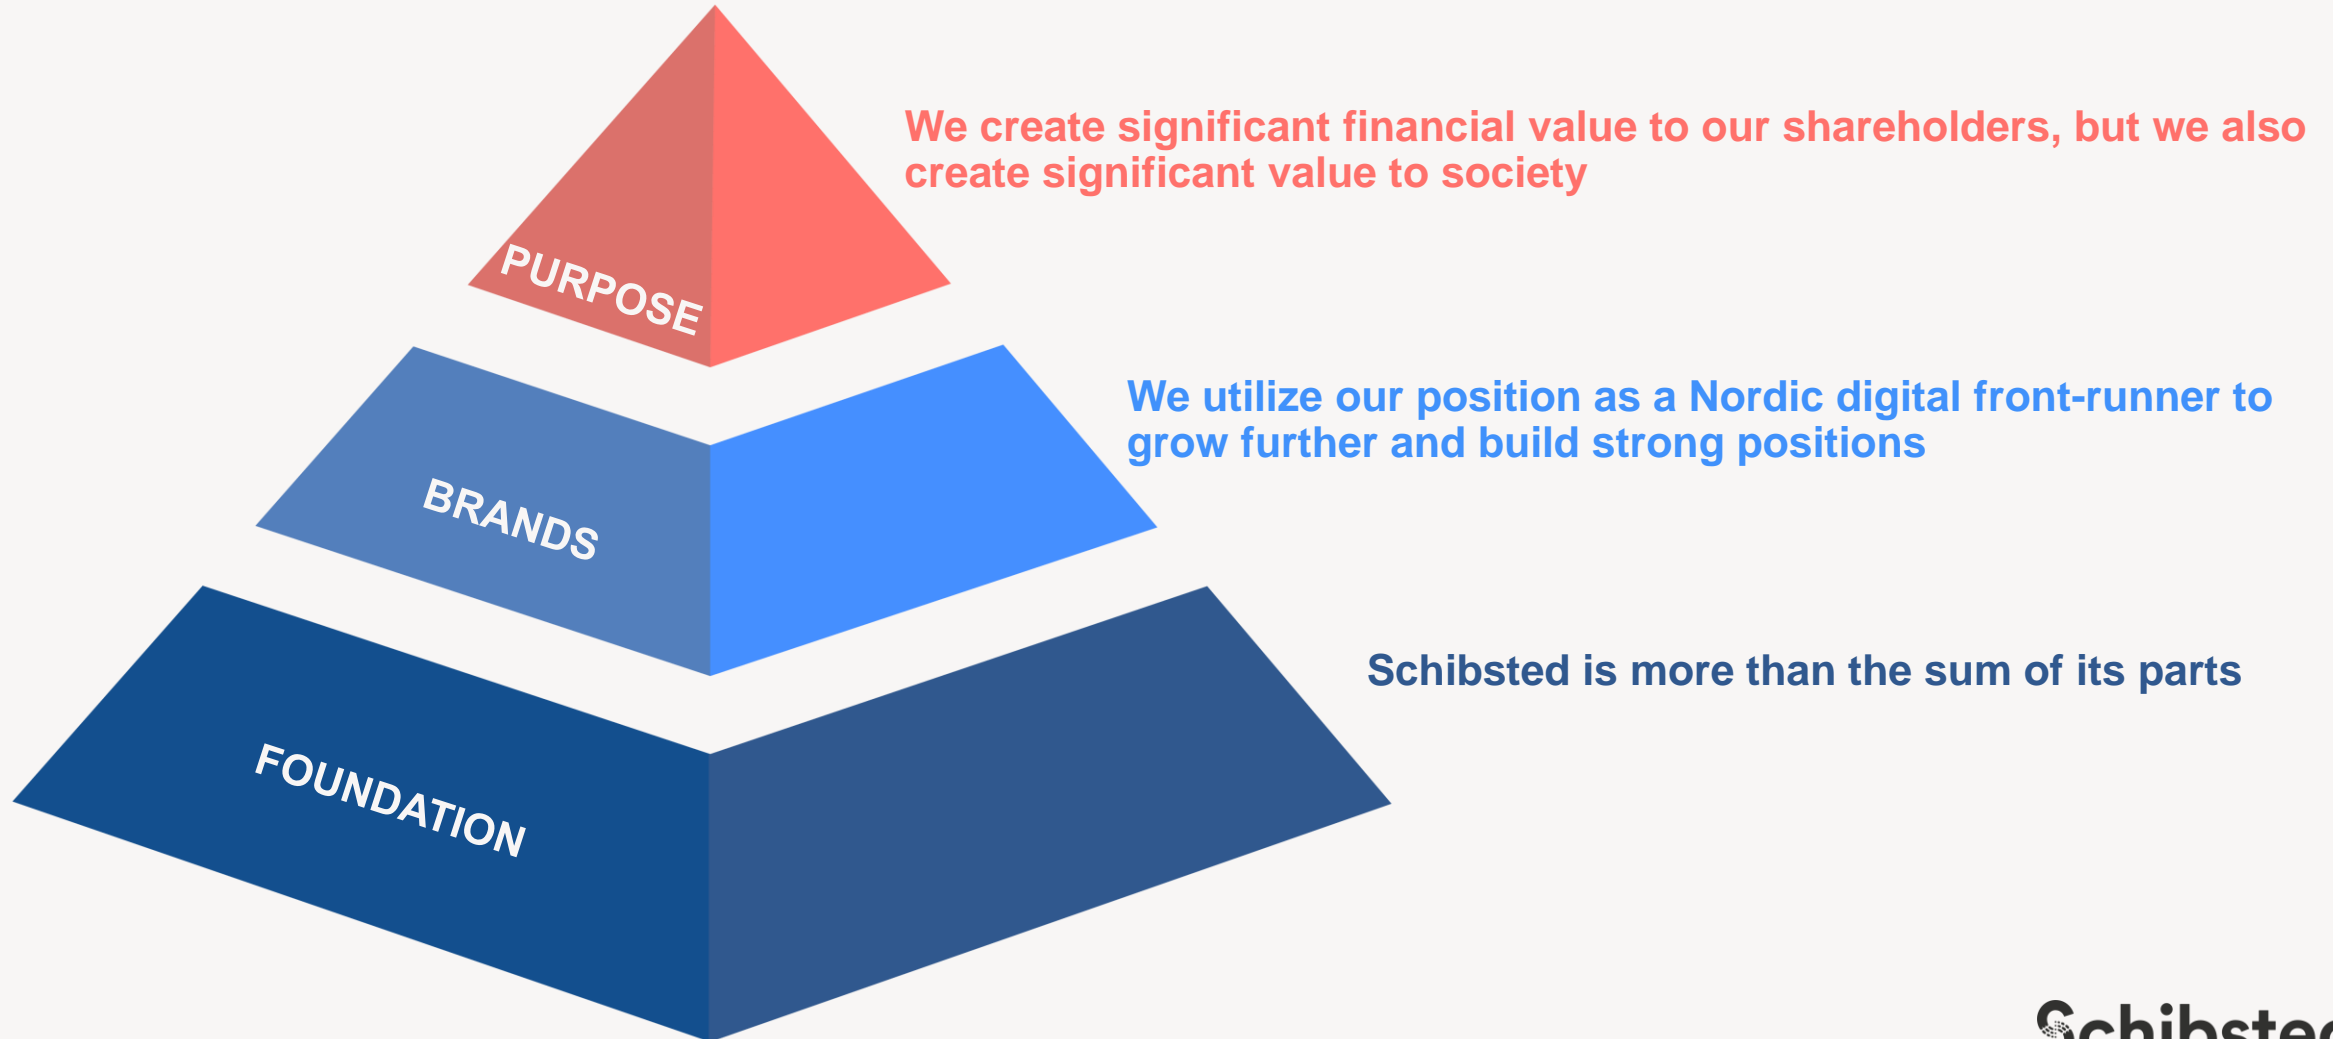 We create significant financial value to our shareholders, but we also
create significant value to society
PURPOSE
We utilize our position as a Nordic digital front-runner to
grow further and build strong positions
BRANDS
Schibsted is more than the sum of its parts
FOUNDATION
Schibsted